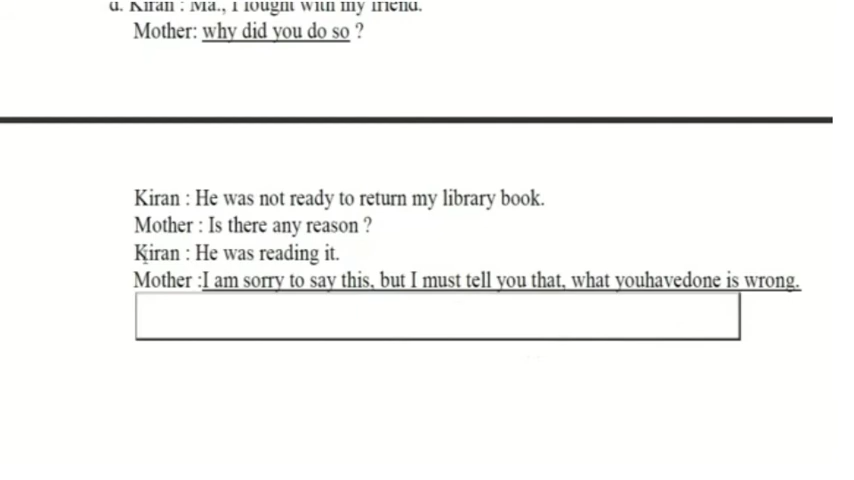 d. Kiran : Ma., I fought with my friend.
Mother: why did you do so ?
Kiran : He was not ready to return my library book.
Mother : Is there any reason ?
Kiran : He was reading it.
Mother :I am sorry to say this, but I must tell you that, what youhavedone is wrong.